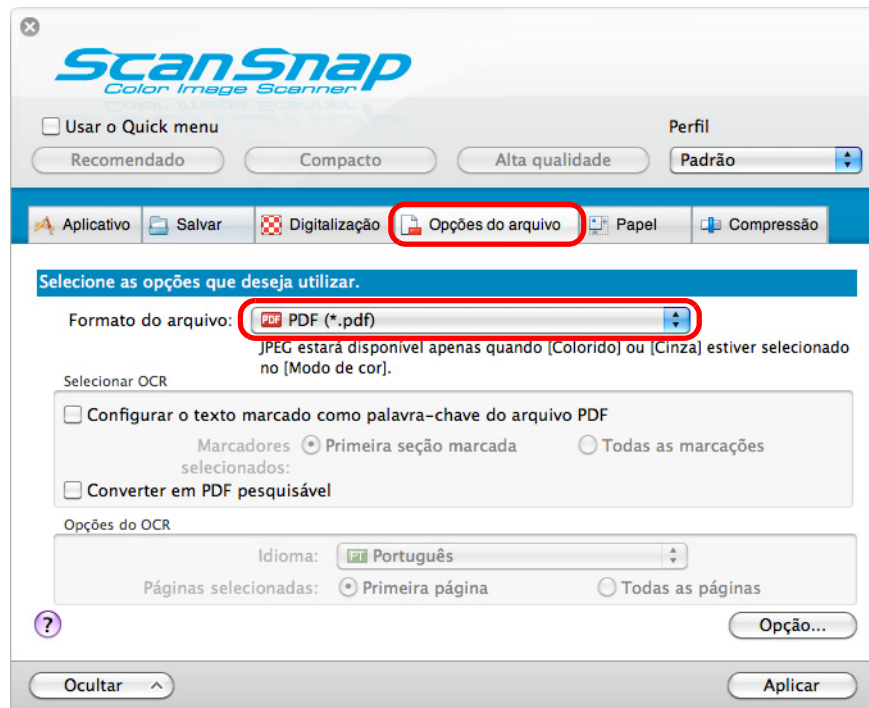 ScanSnap
Color Image Scanner
Usar o Quick menu
Perfil
Recomendado Compacto Alta qualidade Padrão
Aplicativo Salvar Digitalização Opções do arquivo Papel Compressão
Selecione as opções que deseja utilizar.
Formato do arquivo: PDF PDF (*.pdf)
JPEG estará disponível apenas quando [Colorido] ou [Cinza] estiver selecionado
no [Modo de cor].
Selecionar OCR
Configurar o texto marcado como palavra-chave do arquivo PDF
Marcadores Primeira seção marcada Todas as marcações
selecionados:
Converter em PDF pesquisável
Opções do OCR
Idioma: PT Português
Páginas selecionadas: Primeira página Todas as páginas
? Opção...
Ocultar Aplicar